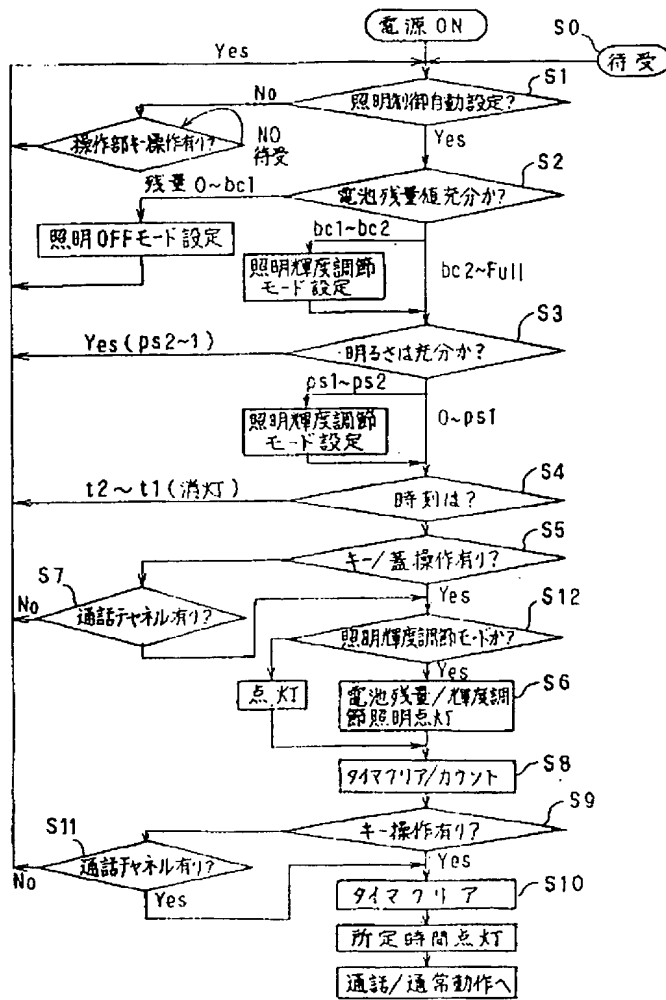 電源ON
S0
Yes
待受
S1
No
照明制御自動設定?
操作部キー操作有り?
NO
待受
Yes
S2
残量 0~bc1
電池残量値充分か?
照明OFFモード設定
bc1~bc2
照明輝度調節
モード設定
bc2~Full
S3
Yes(ps2~1)
明るさは充分か?
ps1~ps2
照明輝度調節
モード設定
0~ps1
S4
t2~t1(消灯)
時刻は?
S5
キー/蓋操作有り?
S7
No
通話チャネル有り?
Yes
S12
照明輝度調節モードか?
Yes
点灯
電池残量/輝度調
節照明点灯
S6
タイマクリア/カウント
S8
S9
キー操作有り?
S11
No
通話チャネル有り?
Yes
Yes
タイマクリア
S10
所定時間点灯
通話/通常動作へ